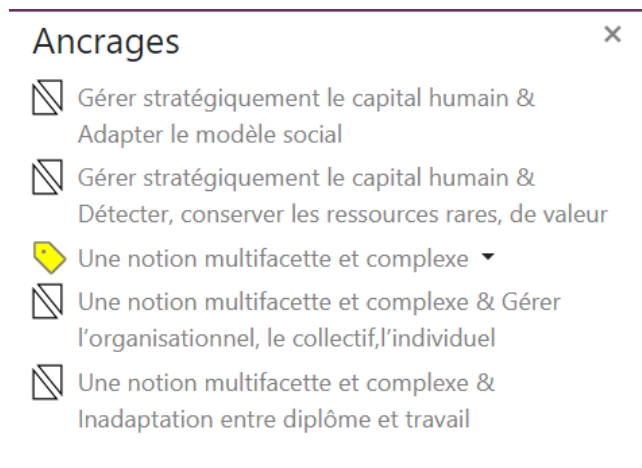 Ancrages
Gérer stratégiquement le capital humain &
Adapter le modèle social
Gérer stratégiquement le capital humain &
Détecter, conserver les ressources rares, de valeur
Une notion multifacette et complexe
Une notion multifacette et complexe & Gérer
l’organisationnel, le collectif,l’individuel
Une notion multifacette et complexe &
Inadaptation entre diplôme et travail